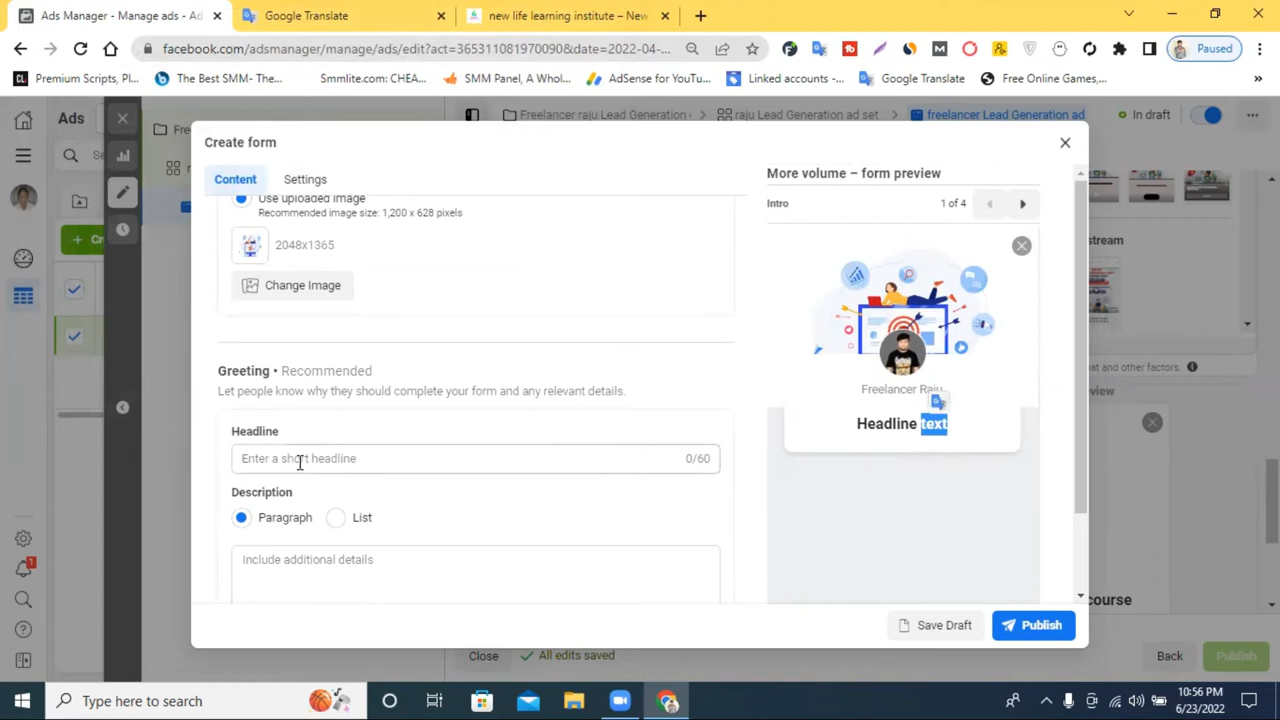 Ads Manager - Manage ads - Ad
Google Translate
new life learning institute – New
facebook.com/adsmanager/manage/ads/edit?act=365311081970090&date=2022-04-...
Paused
Premium Scripts, Pl...
The Best SMM- The...
Smmlite.com: CHEA...
SMM Panel, A Whol...
AdSense for YouTu...
Linked accounts -...
Google Translate
Free Online Games,...
Ads
Freelancer raju Lead Generation
raju Lead Generation ad set
freelancer Lead Generation ad
In draft
Create form
Content
Settings
More volume – form preview
Use uploaded image
Recommended image size: 1,200 x 628 pixels
Intro
1 of 4
2048x1365
stream
Change Image
Greeting • Recommended
Let people know why they should complete your form and any relevant details.
Freelancer Raju
Headline text
Headline
Enter a short headline
0/60
Description
Paragraph
List
Include additional details
course
Save Draft
Publish
Close
All edits saved
Back
Publish
Type here to search
10:56 PM
6/23/2022